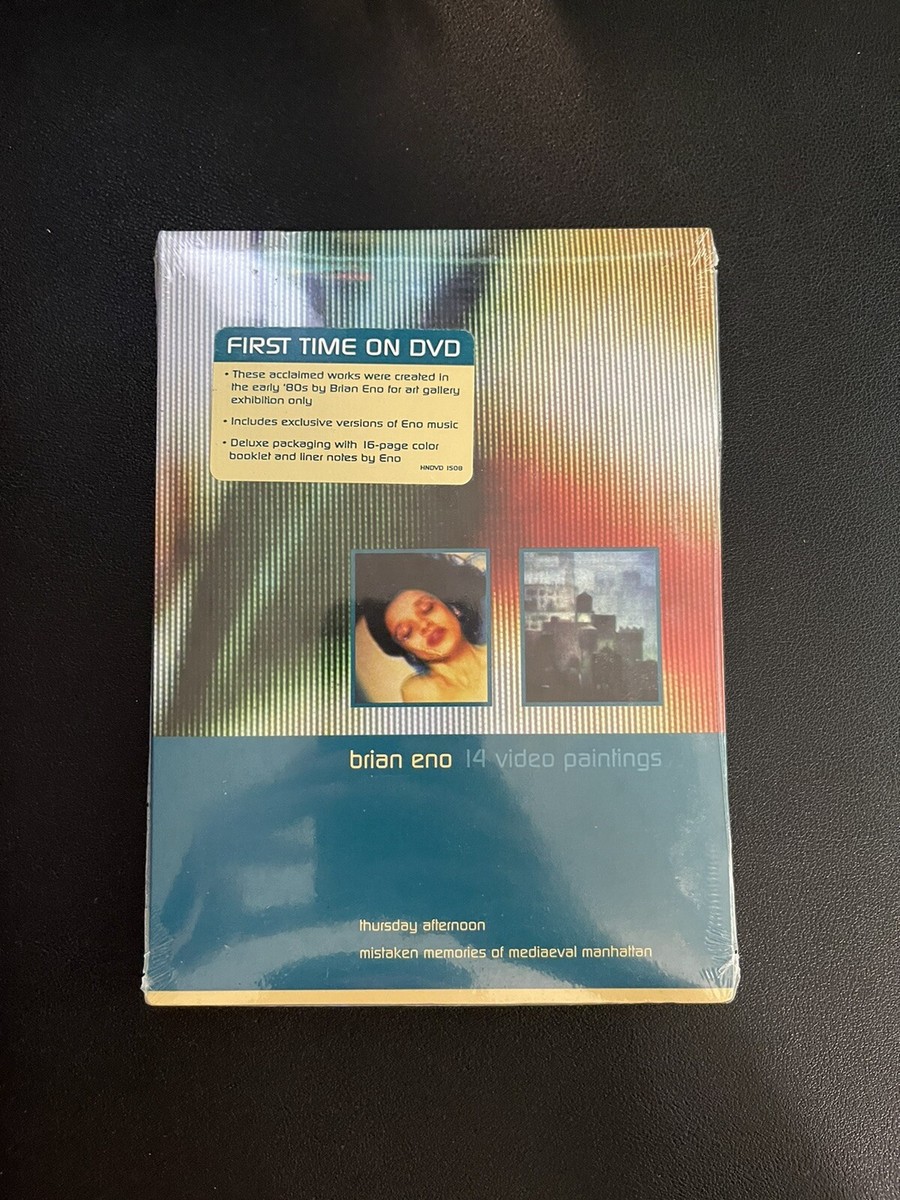 FIRST TIME ON DVD
• These acclaimed works were created in
the early '80s by Brian Eno for art gallery
exhibition only
• Includes exclusive versions of Eno music
• Deluxe packaging with 16-page color
booklet and liner notes by Eno
HNDVD 1508
brian eno 14 video paintings
thursday afternoon
mistaken memories of mediaeval manhattan